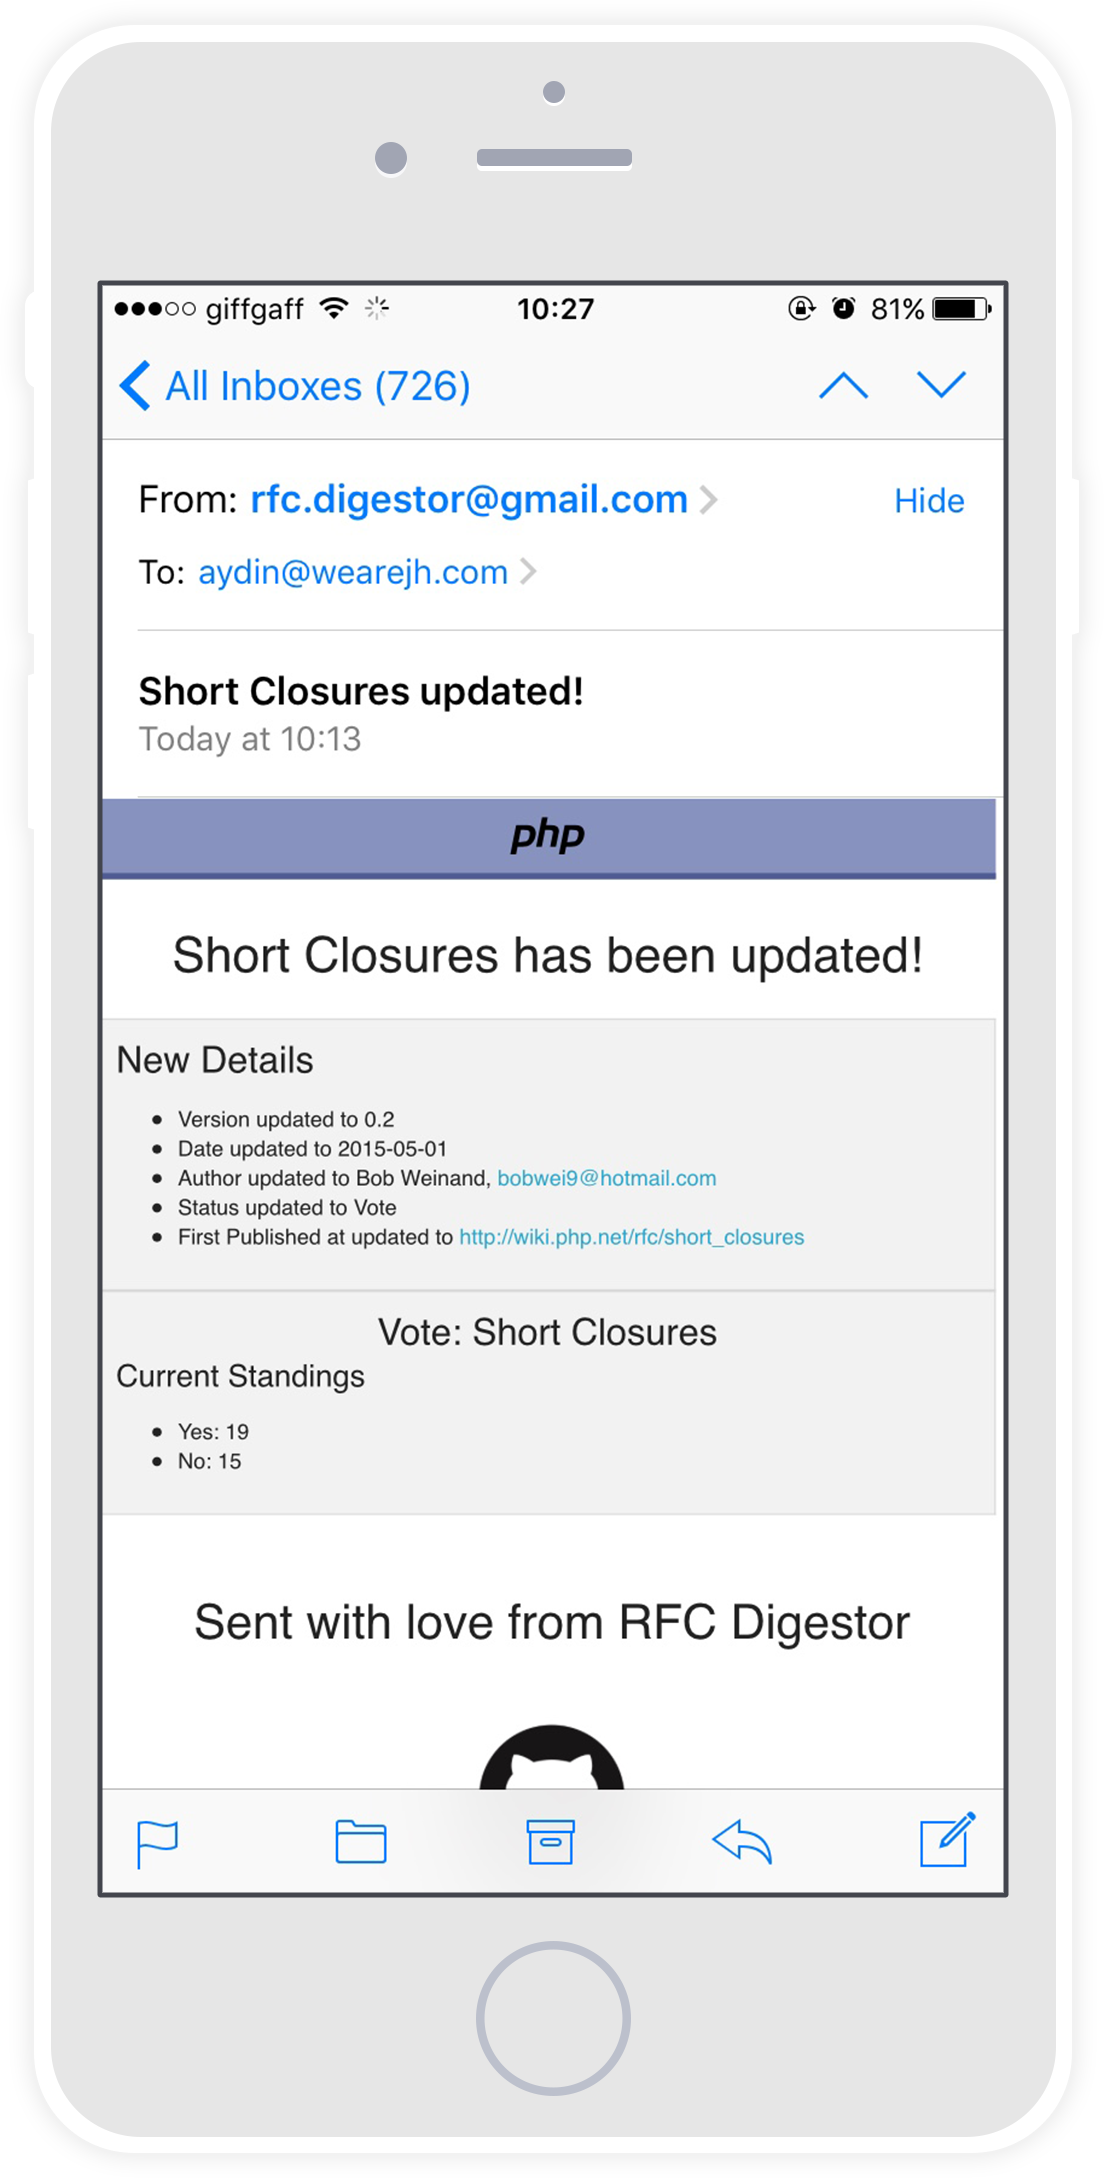 giffgaff 10:27 81%
All Inboxes (726)
From: rfc.digestor@gmail.com Hide
To: aydin@wearejh.com
Short Closures updated!
Today at 10:13
php
Short Closures has been updated!
New Details
• Version updated to 0.2
• Date updated to 2015-05-01
• Author updated to Bob Weinand, bobwei9@hotmail.com
• Status updated to Vote
• First Published at updated to http://wiki.php.net/rfc/short_closures
Vote: Short Closures
Current Standings
• Yes: 19
• No: 15
Sent with love from RFC Digestor